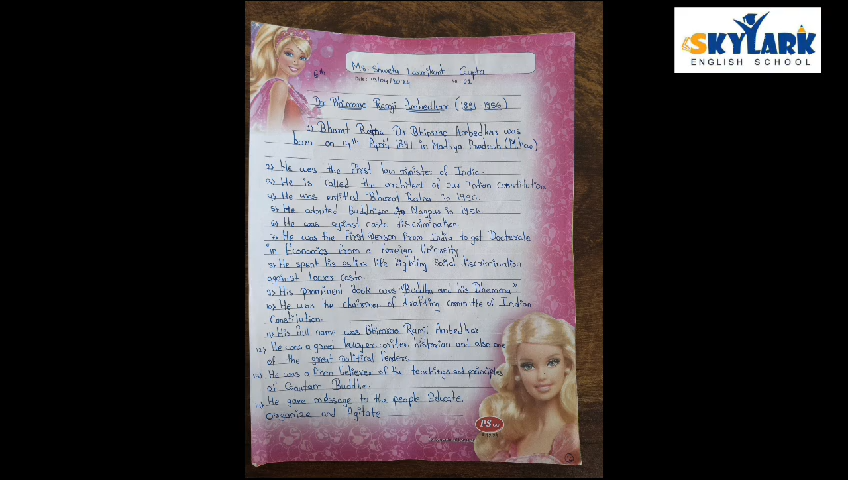 SKYLARK
ENGLISH SCHOOL
Ms. Shweta Gupta
5th
Dr Bhimrao Ramji Ambedkar (1891 1956)
1) Bharat Ratna Dr Bhimrao Ambedkar was
born on 14th April 1891 in Madhya Pradesh
2) He was the First law minister of India.
3) He is called the architect of our Indian constitution
4) He was entitled Bharat Ratna in 1990.
5) He admited Buddhism in Nagpur in 1956
6) He was against caste discrimination
7) He was the first person from India to get Doctorate
in Economics from a foreign University
8) He spent his entire life fighting Social discrimination
against lower caste
9) His prominent book was "Buddha and his Dhamma"
10) He was the chairman of drafting committe of Indian
Constitution.
11) His full name was Bhimrao Ramji Ambedkar
12) He was a great lawyer, writer, historian and also one
of the great political leaders.
13) He was a firm believer of the teachings and principles
of Gautam Buddha.
14) He gave message to the people Educate.
Organize and Agitate
PS